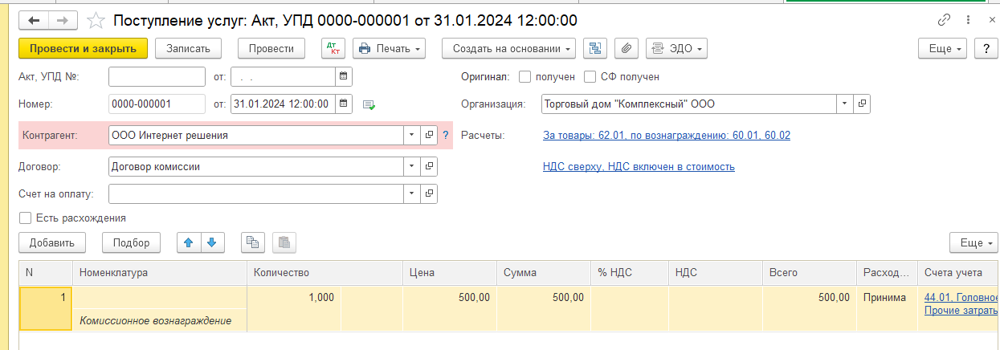 Поступление услуг: Акт, УПД 0000-000001 от 31.01.2024 12:00:00
Провести и закрыть Записать Провести Дт Кт Печать Создать на основании ЭДО Еще ?
Акт, УПД №: от: . . Оригинал: получен СФ получен
Номер: 0000-000001 от: 31.01.2024 12:00:00 Организация: Торговый дом "Комплексный" ООО
Контрагент: ООО Интернет решения ? Расчеты: За товары: 62.01, по вознаграждению: 60.01, 60.02
Договор: Договор комиссии НДС сверху, НДС включен в стоимость
Счет на оплату:
Есть расхождения
Добавить Подбор Еще
N Номенклатура Количество Цена Сумма % НДС НДС Всего Расход... Счета учета
1 1,000 500,00 500,00 500,00 Принима 44.01, Головное
Прочие затраты
Комиссионное вознаграждение